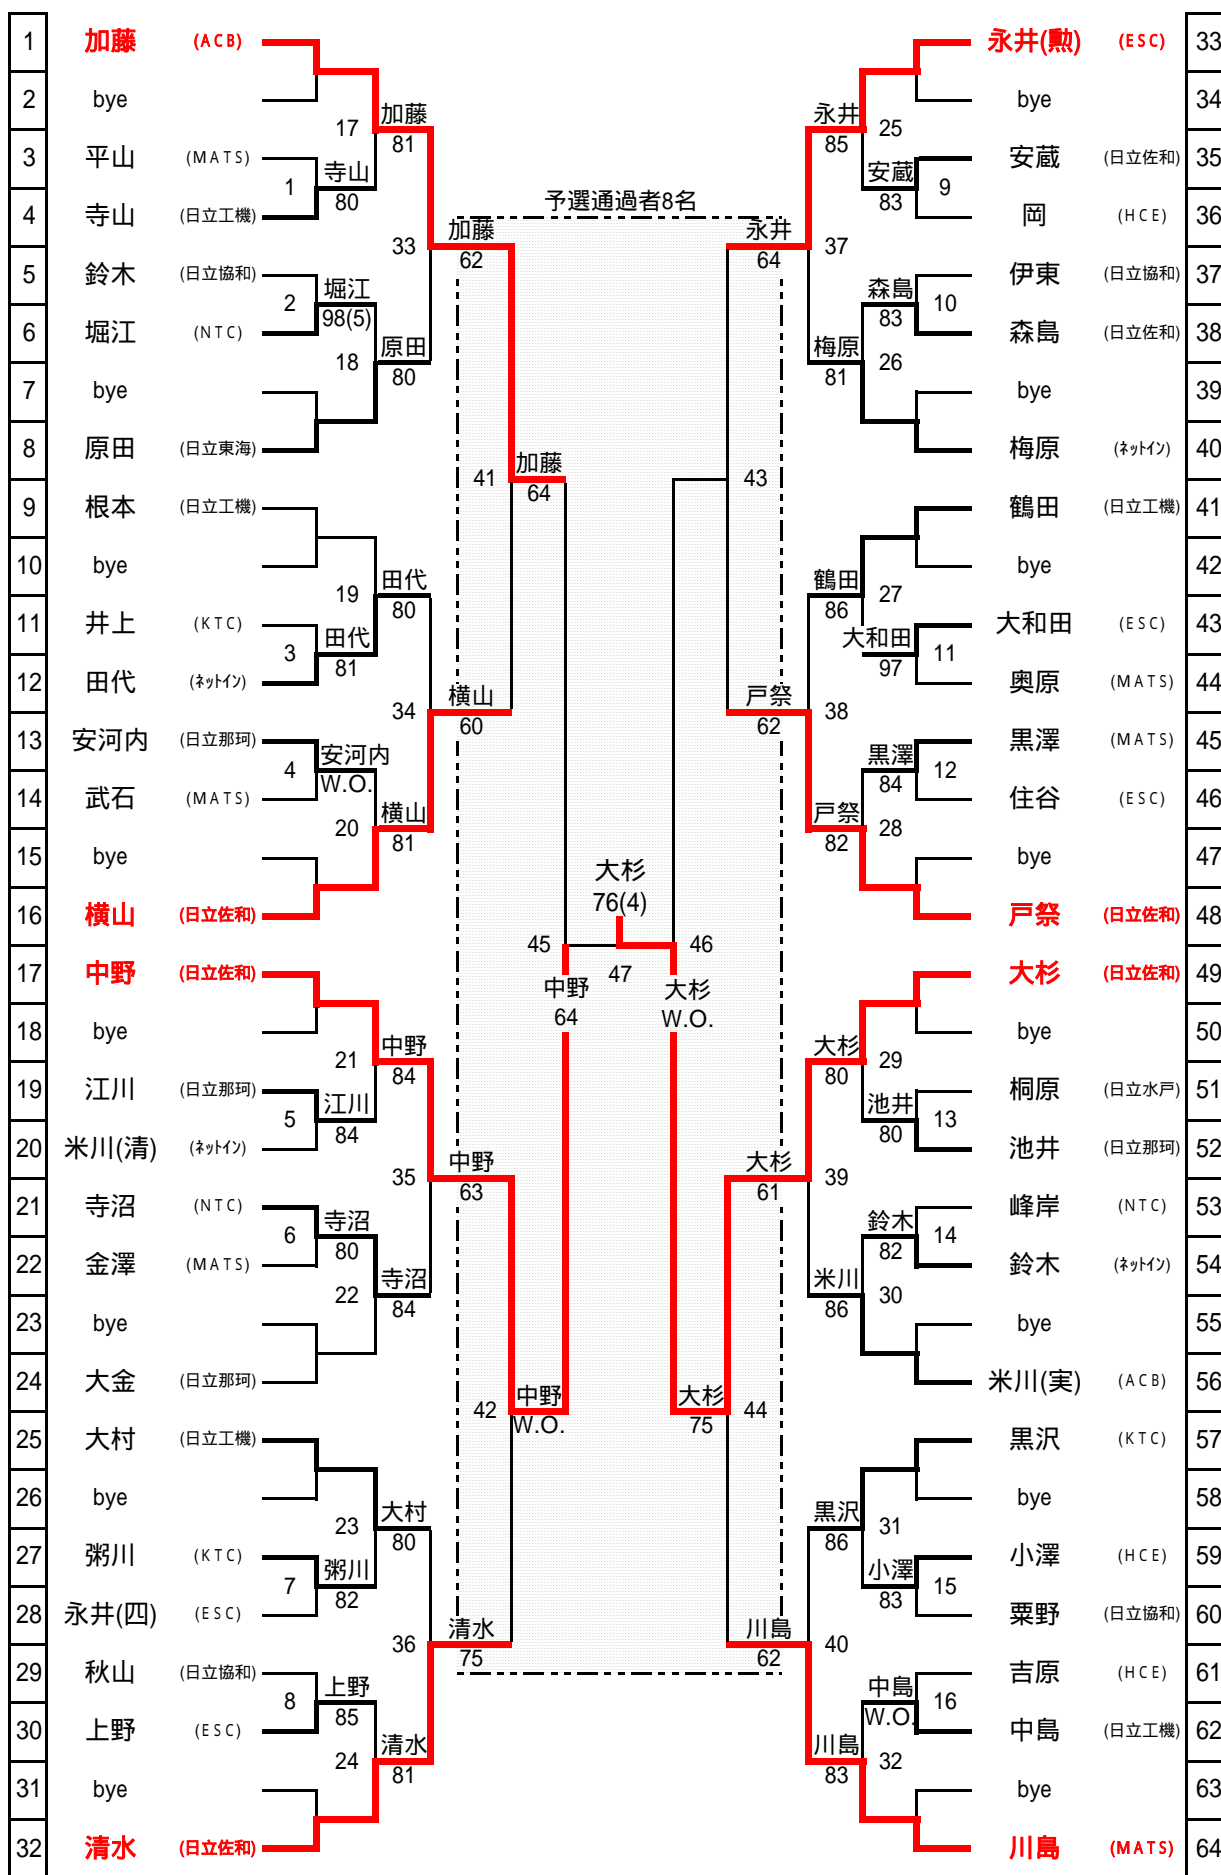 1 加藤 (ACB)
2 bye
3 平山 (MATS)
4 寺山 (日立工機)
5 鈴木 (日立協和)
6 堀江 (NTC)
7 bye
8 原田 (日立東海)
9 根本 (日立工機)
10 bye
11 井上 (KTC)
12 田代 (ネットイン)
13 安河内 (日立那珂)
14 武石 (MATS)
15 bye
16 横山 (日立佐和)
17 中野 (日立佐和)
18 bye
19 江川 (日立那珂)
20 米川(清) (ネットイン)
21 寺沼 (NTC)
22 金澤 (MATS)
23 bye
24 大金 (日立那珂)
25 大村 (日立工機)
26 bye
27 粥川 (KTC)
28 永井(四) (ESC)
29 秋山 (日立協和)
30 上野 (ESC)
31 bye
32 清水 (日立佐和)
1 寺山
80
2 堀江
98(5)
3 田代
81
4 安河内
W.O.
5 江川
84
6 寺沼
80
7 粥川
82
8 上野
85
17 加藤
81
18 原田
80
19 田代
80
20 横山
81
21 中野
84
22 寺沼
84
23 大村
80
24 清水
81
33 加藤
62
34 横山
60
35 中野
63
36 清水
75
41 加藤
64
42 中野
W.O.
予選通過者8名
大杉
76(4)
45
47
46
中野
64
大杉
W.O.
43
44 大杉
75
永井
64
37
戸祭
62
38
大杉
61
39
川島
62
40
永井
85
25
梅原
81
26
鶴田
86
27
戸祭
82
28
大杉
80
29
米川
86
30
黒沢
86
31
川島
83
32
安蔵
83
9
森島
83
10
大和田
97
11
黒澤
84
12
池井
80
13
鈴木
82
14
小澤
83
15
中島
W.O.
16
永井(勲) (ESC) 33
bye 34
安蔵 (日立佐和) 35
岡 (HCE) 36
伊東 (日立協和) 37
森島 (日立佐和) 38
bye 39
梅原 (ネットイン) 40
鶴田 (日立工機) 41
bye 42
大和田 (ESC) 43
奥原 (MATS) 44
黒澤 (MATS) 45
住谷 (ESC) 46
bye 47
戸祭 (日立佐和) 48
大杉 (日立佐和) 49
bye 50
桐原 (日立水戸) 51
池井 (日立那珂) 52
峰岸 (NTC) 53
鈴木 (ネットイン) 54
bye 55
米川(実) (ACB) 56
黒沢 (KTC) 57
bye 58
小澤 (HCE) 59
粟野 (日立協和) 60
吉原 (HCE) 61
中島 (日立工機) 62
bye 63
川島 (MATS) 64